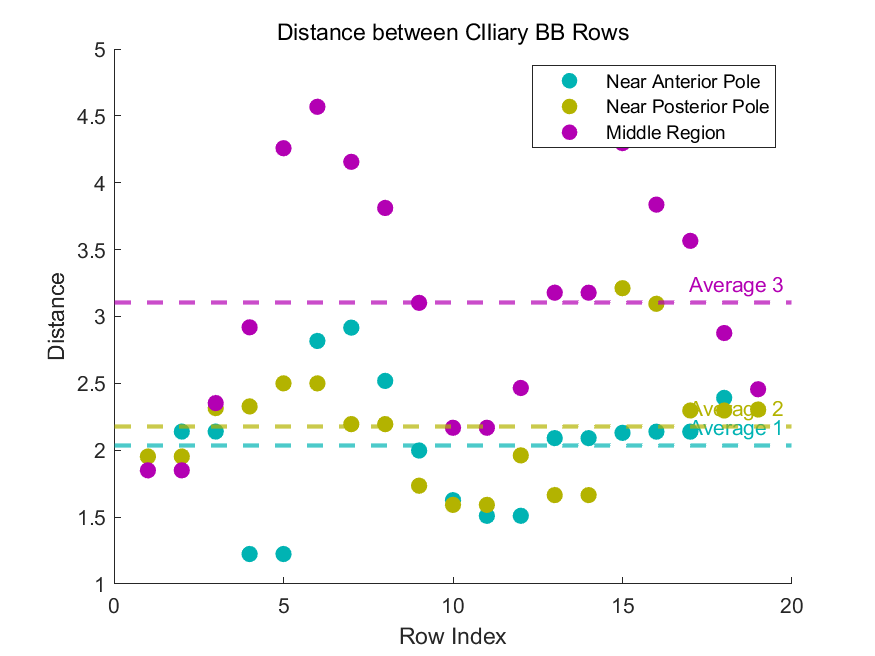 Distance between CIliary BB Rows
Near Anterior Pole
Near Posterior Pole
Middle Region
5
4.5
4
3.5
3
2.5
2
1.5
1
Distance
Average 3
Average 2
Average 1
0
5
10
15
20
Row Index